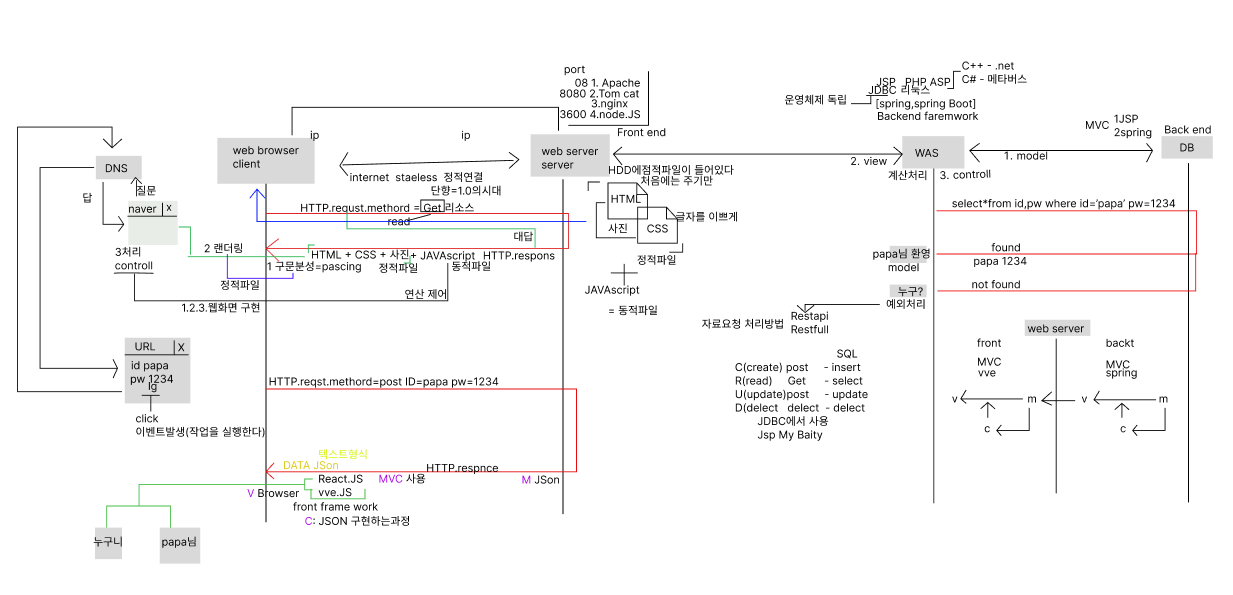 port
08 1. Apache
8080 2.Tom cat
3.nginx
3600 4.node.JS
Front end
C++ - .net
C# - 메타버스
JSP PHP ASP
JDBC 리눅스
운영체제 독립
[spring,spring Boot]
Backend faremwork
MVC 1JSP
2spring
Back end
DB
ip
ip
web browser
client
web server
server
2. view
WAS
계산처리
1. model
3. controll
DNS
질문
답
naver X
3처리
controll
internet staeless 정적연결
단향=1.0의시대
HTTP.requst.methord = Get 리소스
read
대답
HDD에점적파일이 들어있다
처음에는 주기만
HTML
사진
CSS
글자를 이쁘게
정적파일
JAVAscript
= 동적파일
2 랜더링
HTML + CSS + 사진+ JAVAscript HTTP.respons
1 구문분성=pascing
정적파일
동적파일
정적파일
연산 제어
1.2.3.웹화면 구현
select*from id,pw where id=‘papa’ pw=1234
papa님 환영
model
found
papa 1234
누구?
예외처리
not found
자료요청 처리방법
Restapi
Restfull
SQL
C(create) post - insert
R(read) Get - select
U(update)post - update
D(delect delect - delect
JDBC에서 사용
Jsp My Baity
web server
front
backt
MVC
vve
MVC
spring
v
m
v
m
c
c
URL X
id papa
pw 1234
lg
click
이벤트발생(작업을 실행한다)
HTTP.reqst.methord=post ID=papa pw=1234
텍스트형식
DATA JSon
HTTP.respnce
React.JS
MVC 사용
M JSon
V Browser
vve.JS
front frame work
C: JSON 구현하는과정
누구니
papa님